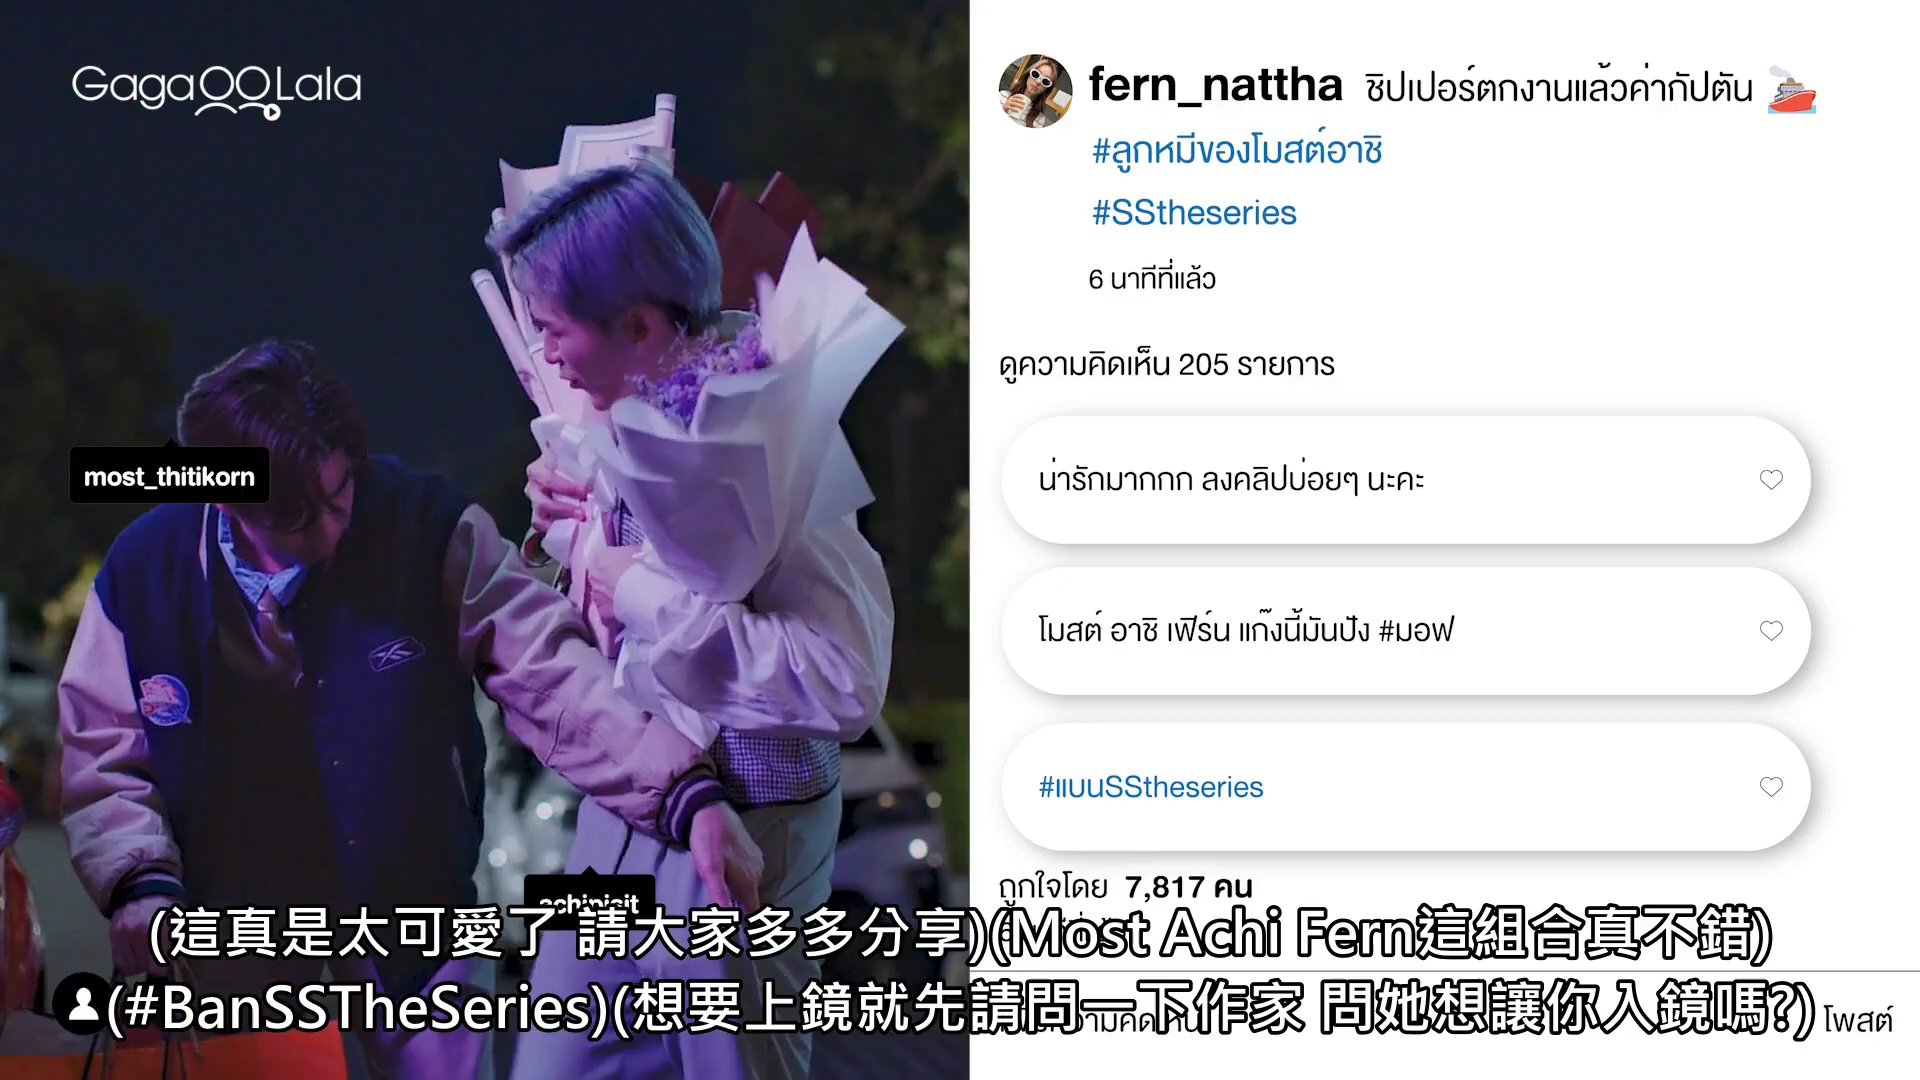 GagaOOLala
fern_nattha ชิปเปอร์ตกงานแล้วค่ากัปตัน
#ลูกหมีของโมสต์อาชิ
#SStheseries
6 นาทีที่แล้ว
ดูความคิดเห็น 205 รายการ
most_thitikorn
น่ารักมากกก ลงคลิปบ่อยๆ นะคะ
โมสต์ อาชิ เฟิร์น แก๊งนี้มันปัง #มอฟ
#แบนSStheseries
ถูกใจโดย 7,817 คน
achipisit
(這真是太可愛了 請大家多多分享)(Most Achi Fern這組合真不錯)
(#BanSSTheSeries)(想要上鏡就先請問一下作家 問她想讓你入鏡嗎?)
โพสต์